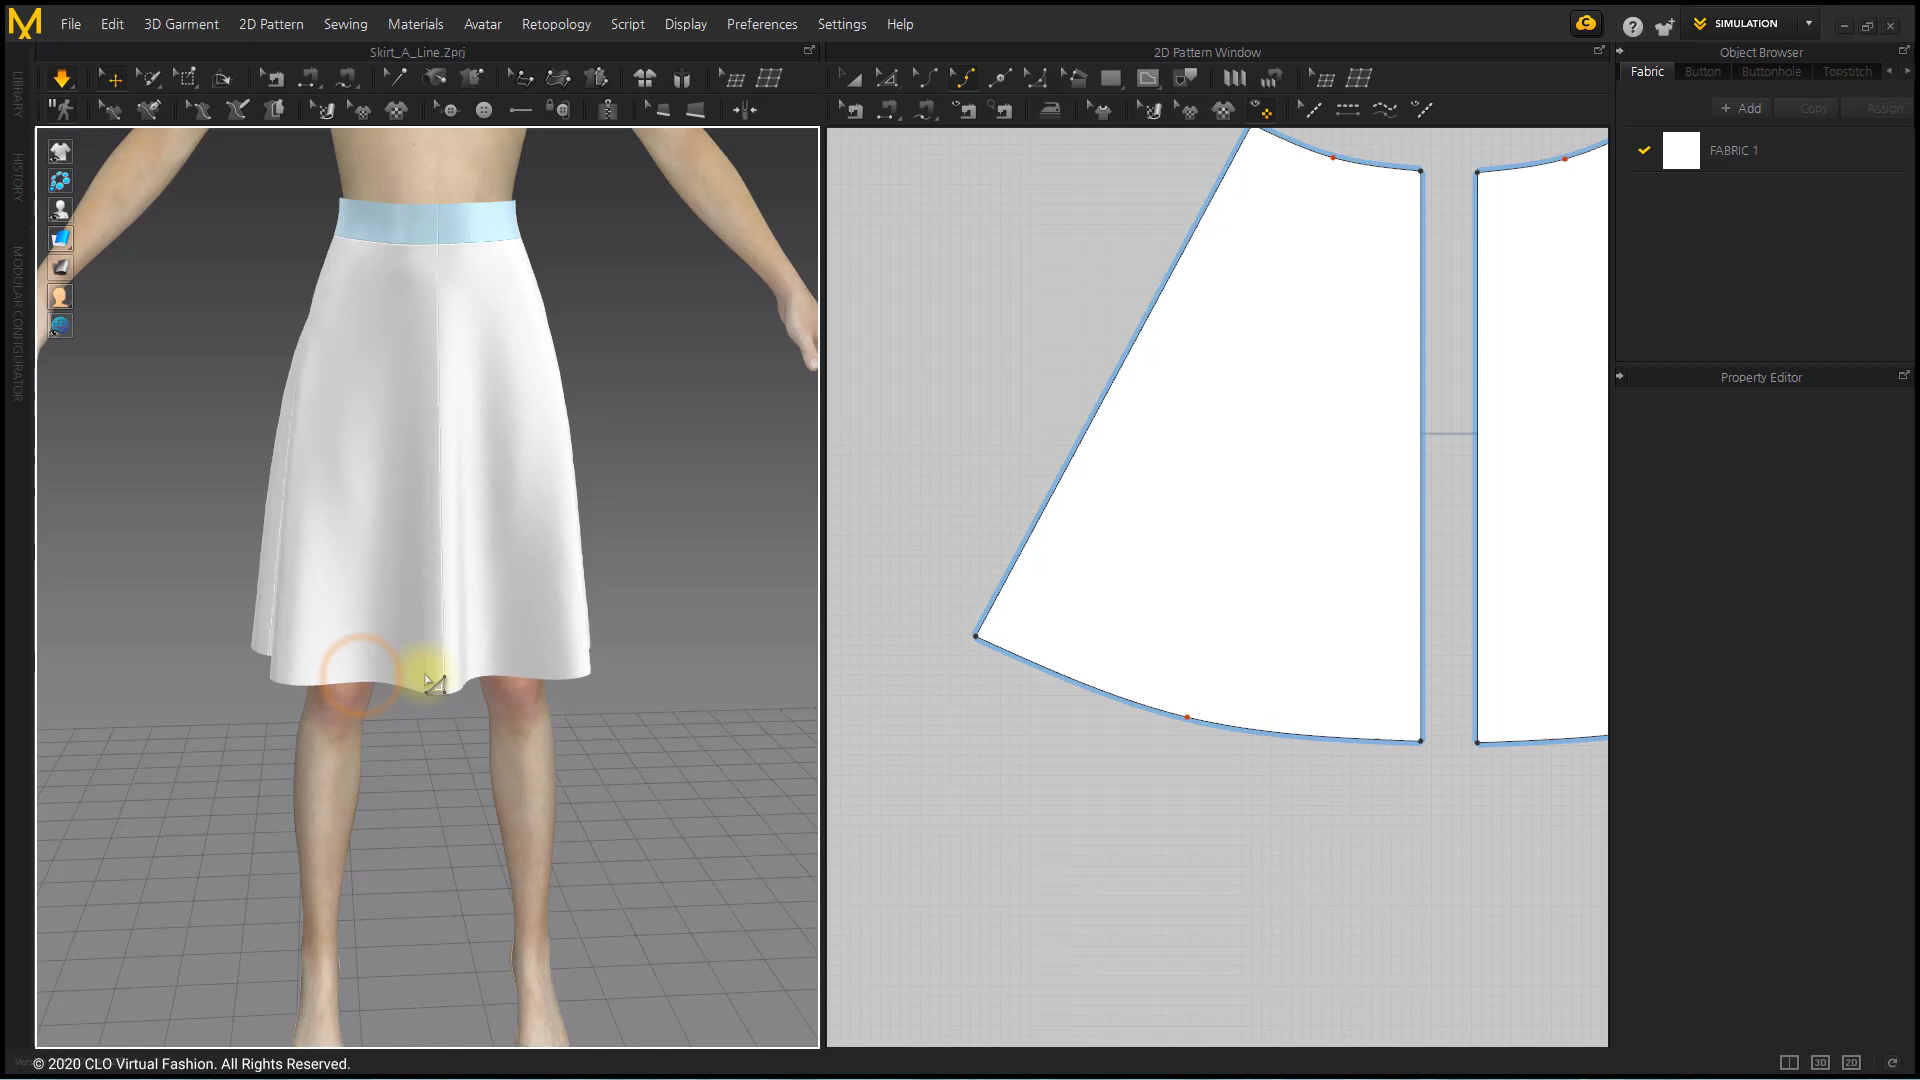 File Edit 3D Garment 2D Pattern Sewing Materials Avatar Retopology Script Display Preferences Settings Help
SIMULATION
Skirt_A_Line.Zprj
2D Pattern Window
Object Browser
Fabric Button Buttonhole Topstitch
+ Add Copy Assign
FABRIC 1
Property Editor
LIBRARY
HISTORY
MODULAR CONFIGURATOR
© 2020 CLO Virtual Fashion. All Rights Reserved.
3D 2D